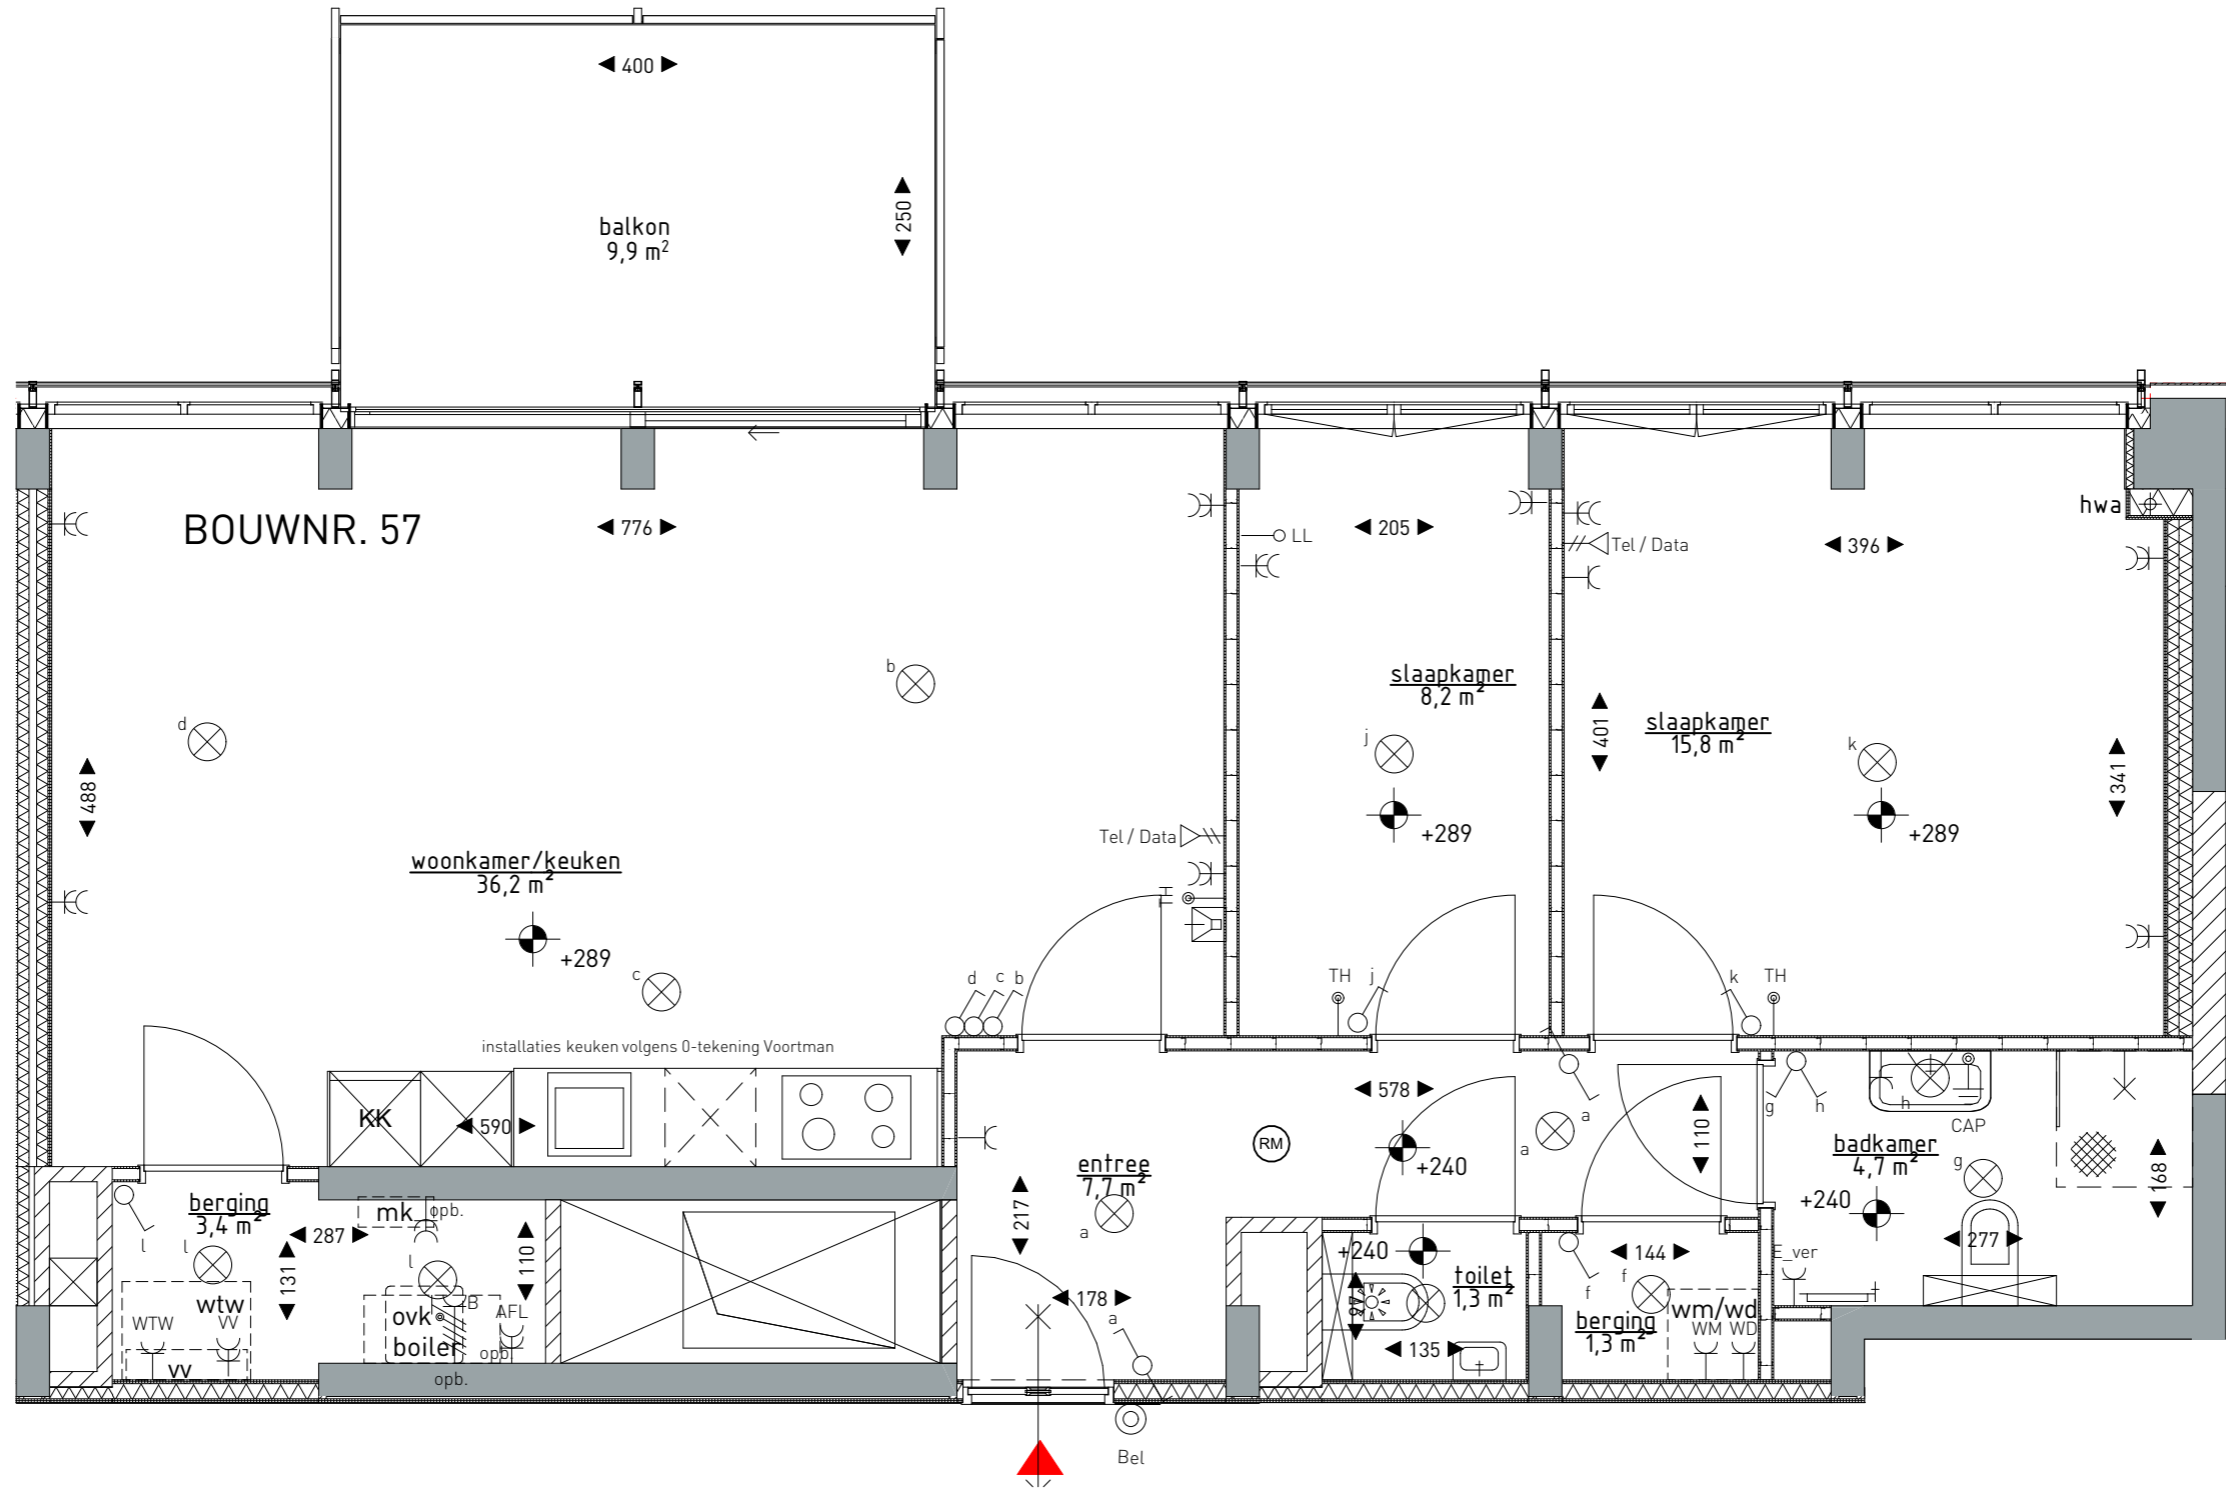 400
250
balkon
9,9 m²
BOUWNR. 57
776
205
396
hwa
LL
Tel / Data
b
d
slaapkamer
8,2 m²
slaapkamer
15,8 m²
j
k
401
341
488
+289
+289
Tel / Data
woonkamer/keuken
36,2 m²
TH
+289
c
d c b
TH j
k TH
installaties keuken volgens 0-tekening Voortman
KK
590
578
a
g h
h
CAP
110
RM
a
badkamer
4,7 m²
g
168
entree
7,7 m²
+240
+240
berging
3,4 m²
mk
opb.
217
a
l
l
287
131
l
110
+240
144
277
E_ver
toilet
1,3 m²
f
f
wtw
WTW
VV
vv
ovk
B
AFL
boiler
opb.
opb.
178
a
97
135
berging
1,3 m²
wm/wd
WM WD
Bel